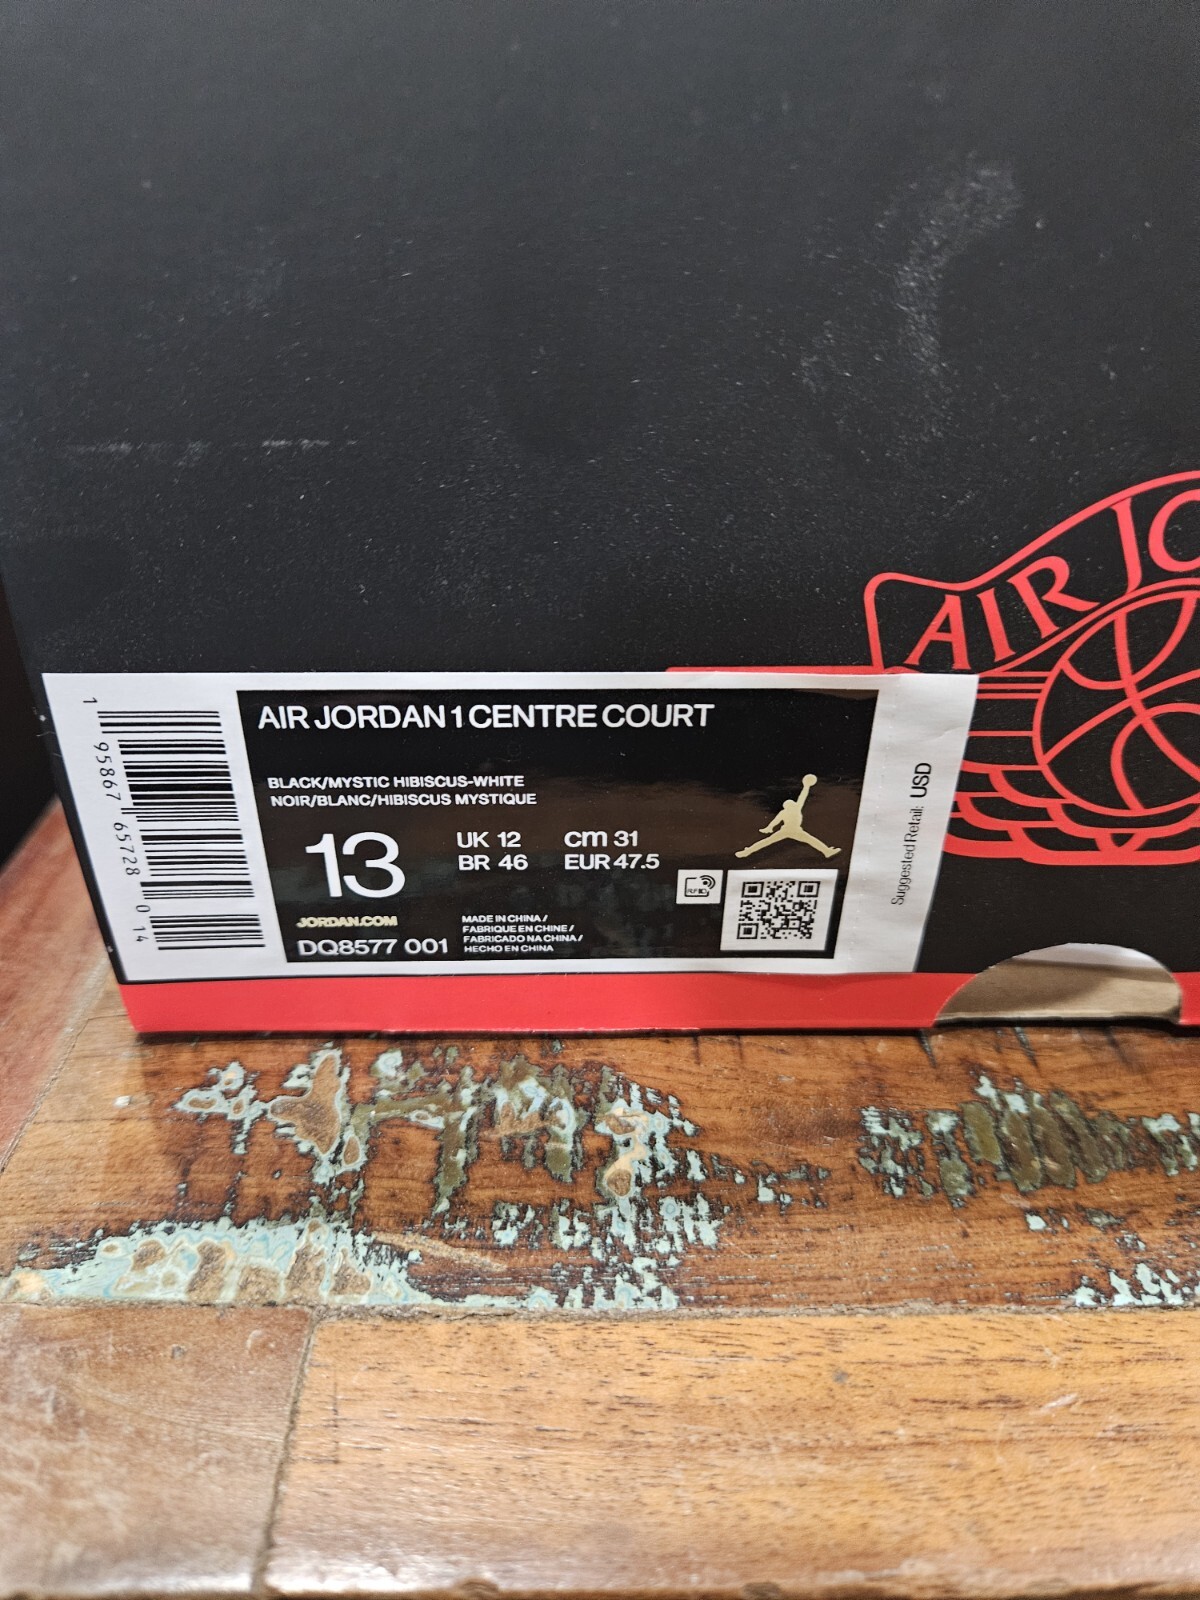 AIR JO
AIR JORDAN 1 CENTRE COURT
BLACK/MYSTIC HIBISCUS-WHITE
NOIR/BLANC/HIBISCUS MYSTIQUE
13
UK 12
BR 46
cm 31
EUR 47.5
RFID
JORDAN.COM
DQ8577 001
MADE IN CHINA /
FABRIQUE EN CHINE /
FABRICADO NA CHINA /
HECHO EN CHINA
1 95867 65728 0 14
Suggested Retail: USD